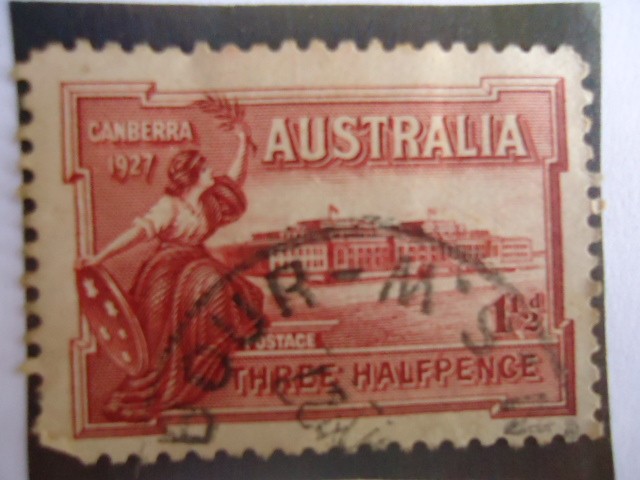 CANBERRA
1927
AUSTRALIA
1½d
POSTAGE
THREE HALFPENCE